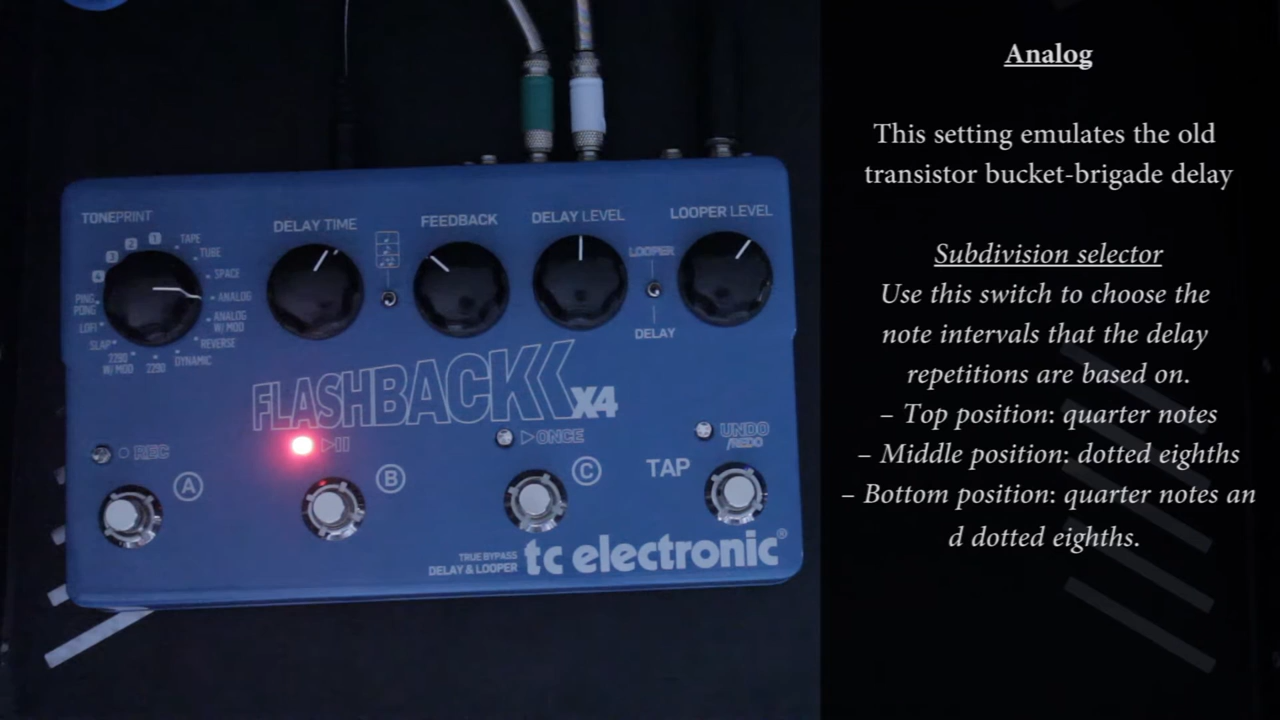 Analog
This setting emulates the old
transistor bucket-brigade delay
Subdivision selector
Use this switch to choose the
note intervals that the delay
repetitions are based on.
– Top position: quarter notes
– Middle position: dotted eighths
– Bottom position: quarter notes an
d dotted eighths.
TONEPRINT
DELAY TIME
FEEDBACK
DELAY LEVEL
LOOPER LEVEL
4
3
2
1
TAPE
TUBE
SPACE
ANALOG
ANALOG
W/ MOD
REVERSE
DYNAMIC
2290
2290
W/ MOD
SLAP
LOFI
PING
PONG
LOOPER
DELAY
FLASHBACK
X4
REC
ONCE
UNDO
/REDO
A
B
C
TAP
TRUE BYPASS
DELAY & LOOPER
tc electronic®